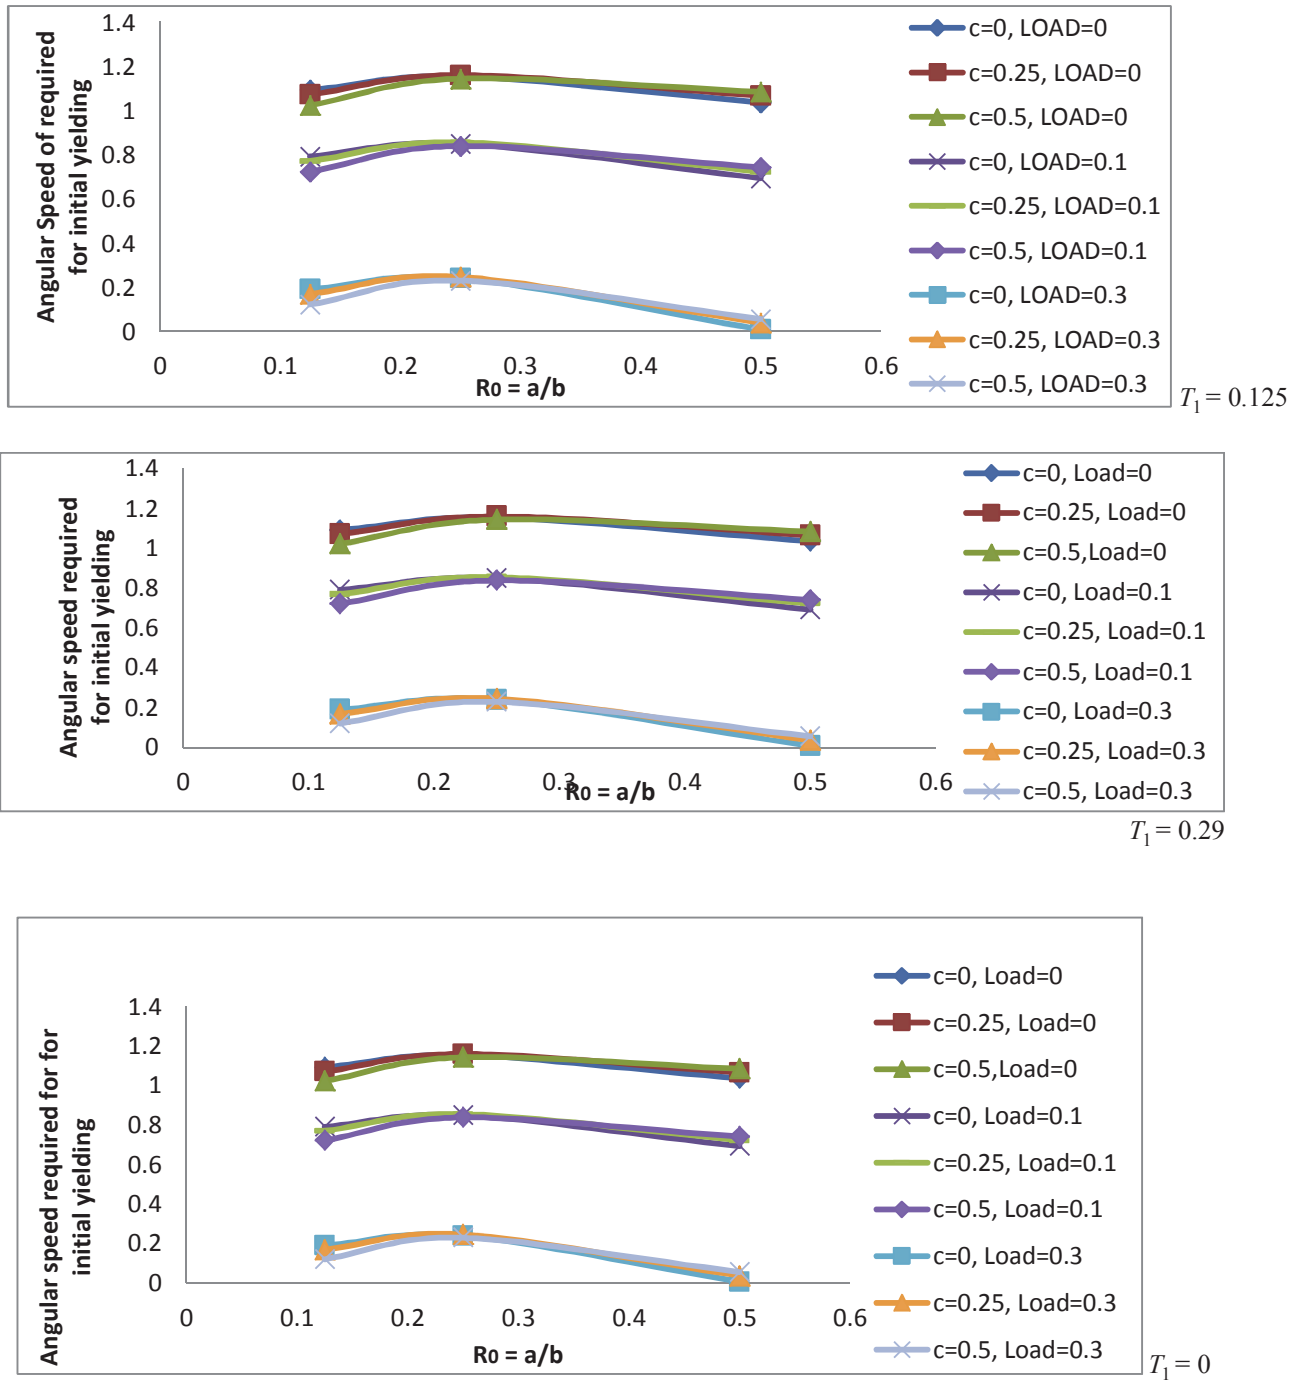 Angular Speed of required
for initial yielding
1.4
1.2
1
0.8
0.6
0.4
0.2
0
0 0.1 0.2 0.3 0.4 0.5 0.6
R0 = a/b
c=0, LOAD=0
c=0.25, LOAD=0
c=0.5, LOAD=0
c=0, LOAD=0.1
c=0.25, LOAD=0.1
c=0.5, LOAD=0.1
c=0, LOAD=0.3
c=0.25, LOAD=0.3
c=0.5, LOAD=0.3
T1 = 0.125
Angular speed required
for initial yielding
1.4
1.2
1
0.8
0.6
0.4
0.2
0
0 0.1 0.2 0.3 0.4 0.5 0.6
R0 = a/b
c=0, Load=0
c=0.25, Load=0
c=0.5,Load=0
c=0, Load=0.1
c=0.25, Load=0.1
c=0.5, Load=0.1
c=0, Load=0.3
c=0.25, Load=0.3
c=0.5, Load=0.3
T1 = 0.29
Angular speed required for for
initial yielding
1.4
1.2
1
0.8
0.6
0.4
0.2
0
0 0.1 0.2 0.3 0.4 0.5 0.6
R0 = a/b
c=0, Load=0
c=0.25, Load=0
c=0.5,Load=0
c=0, Load=0.1
c=0.25, Load=0.1
c=0.5, Load=0.1
c=0, Load=0.3
c=0.25, Load=0.3
c=0.5, Load=0.3
T1 = 0